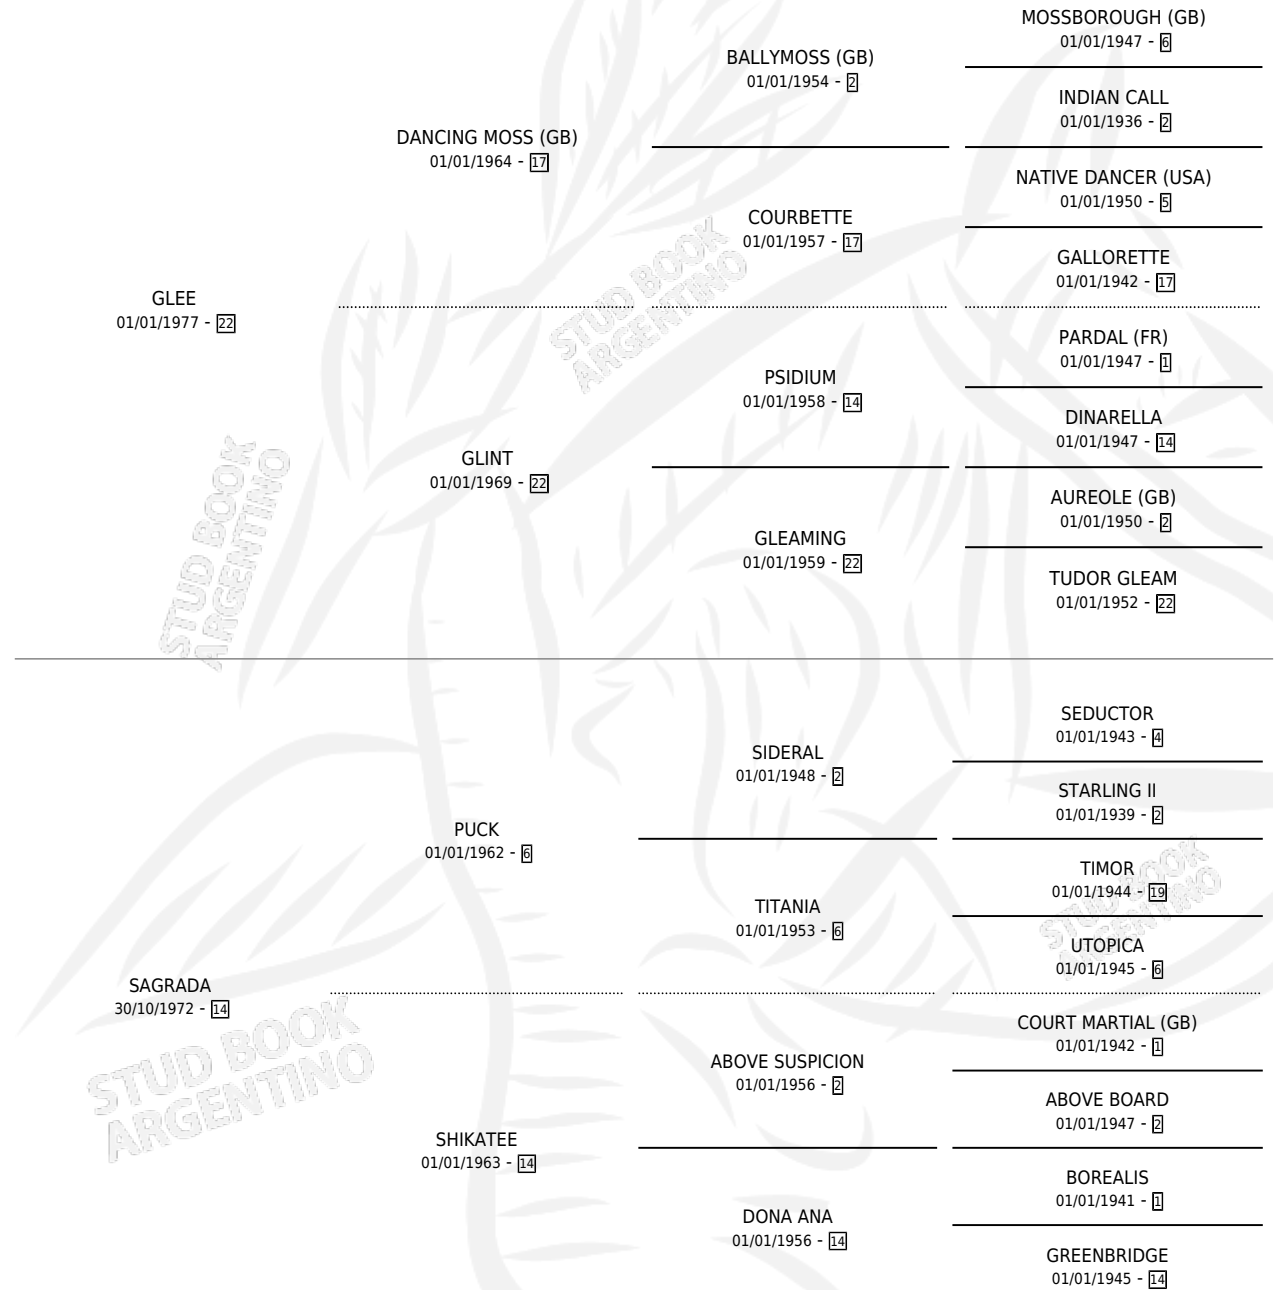 MOSSBOROUGH (GB)
01/01/1947 - 6
BALLYMOSS (GB)
01/01/1954 - 2
INDIAN CALL
01/01/1936 - 2
DANCING MOSS (GB)
01/01/1964 - 17
NATIVE DANCER (USA)
01/01/1950 - 5
COURBETTE
01/01/1957 - 17
GALLORETTE
01/01/1942 - 17
GLEE
01/01/1977 - 22
PARDAL (FR)
01/01/1947 - 1
PSIDIUM
01/01/1958 - 14
DINARELLA
01/01/1947 - 14
GLINT
01/01/1969 - 22
AUREOLE (GB)
01/01/1950 - 2
GLEAMING
01/01/1959 - 22
TUDOR GLEAM
01/01/1952 - 22
SEDUCTOR
01/01/1943 - 4
SIDERAL
01/01/1948 - 2
STARLING II
01/01/1939 - 2
PUCK
01/01/1962 - 6
TIMOR
01/01/1944 - 19
TITANIA
01/01/1953 - 6
UTOPICA
01/01/1945 - 6
SAGRADA
30/10/1972 - 14
COURT MARTIAL (GB)
01/01/1942 - 1
ABOVE SUSPICION
01/01/1956 - 2
ABOVE BOARD
01/01/1947 - 2
SHIKATEE
01/01/1963 - 14
BOREALIS
01/01/1941 - 1
DONA ANA
01/01/1956 - 14
GREENBRIDGE
01/01/1945 - 14
STUD BOOK
ARGENTINO
STUD BOOK
ARGENTINO
STUD BOOK
ARGENTINO
STUD BOOK
ARGENTINO